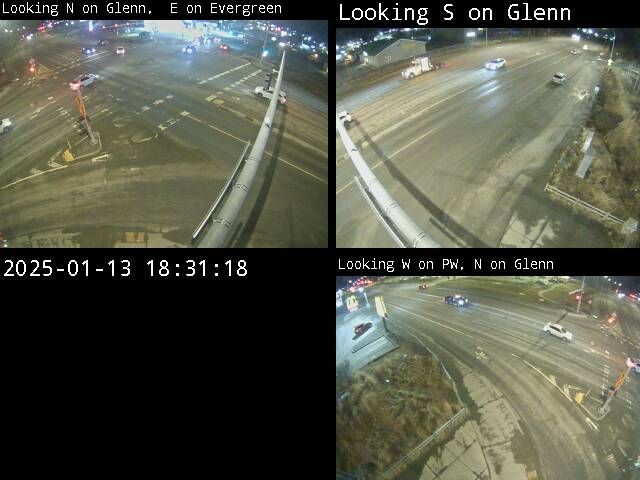 Looking N on Glenn,  E on Evergreen
Looking S on Glenn
2025-01-13 18:31:18
Looking W on PW, N on Glenn